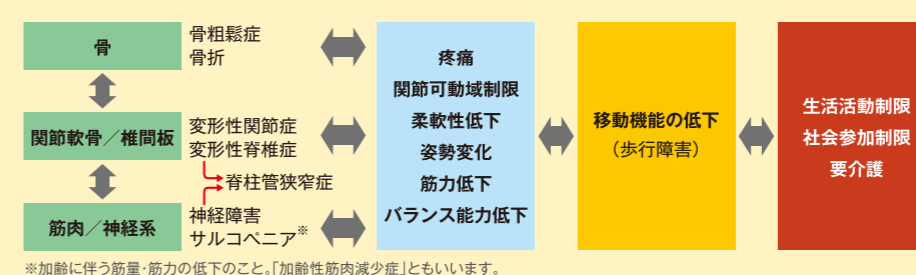 骨
骨粗鬆症
骨折
関節軟骨／椎間板
変形性関節症
変形性脊椎症
脊柱管狭窄症
筋肉／神経系
神経障害
サルコペニア※
疼痛
関節可動域制限
柔軟性低下
姿勢変化
筋力低下
バランス能力低下
移動機能の低下
（歩行障害）
生活活動制限
社会参加制限
要介護
※加齢に伴う筋量・筋力の低下のこと。「加齢性筋肉減少症」ともいいます。